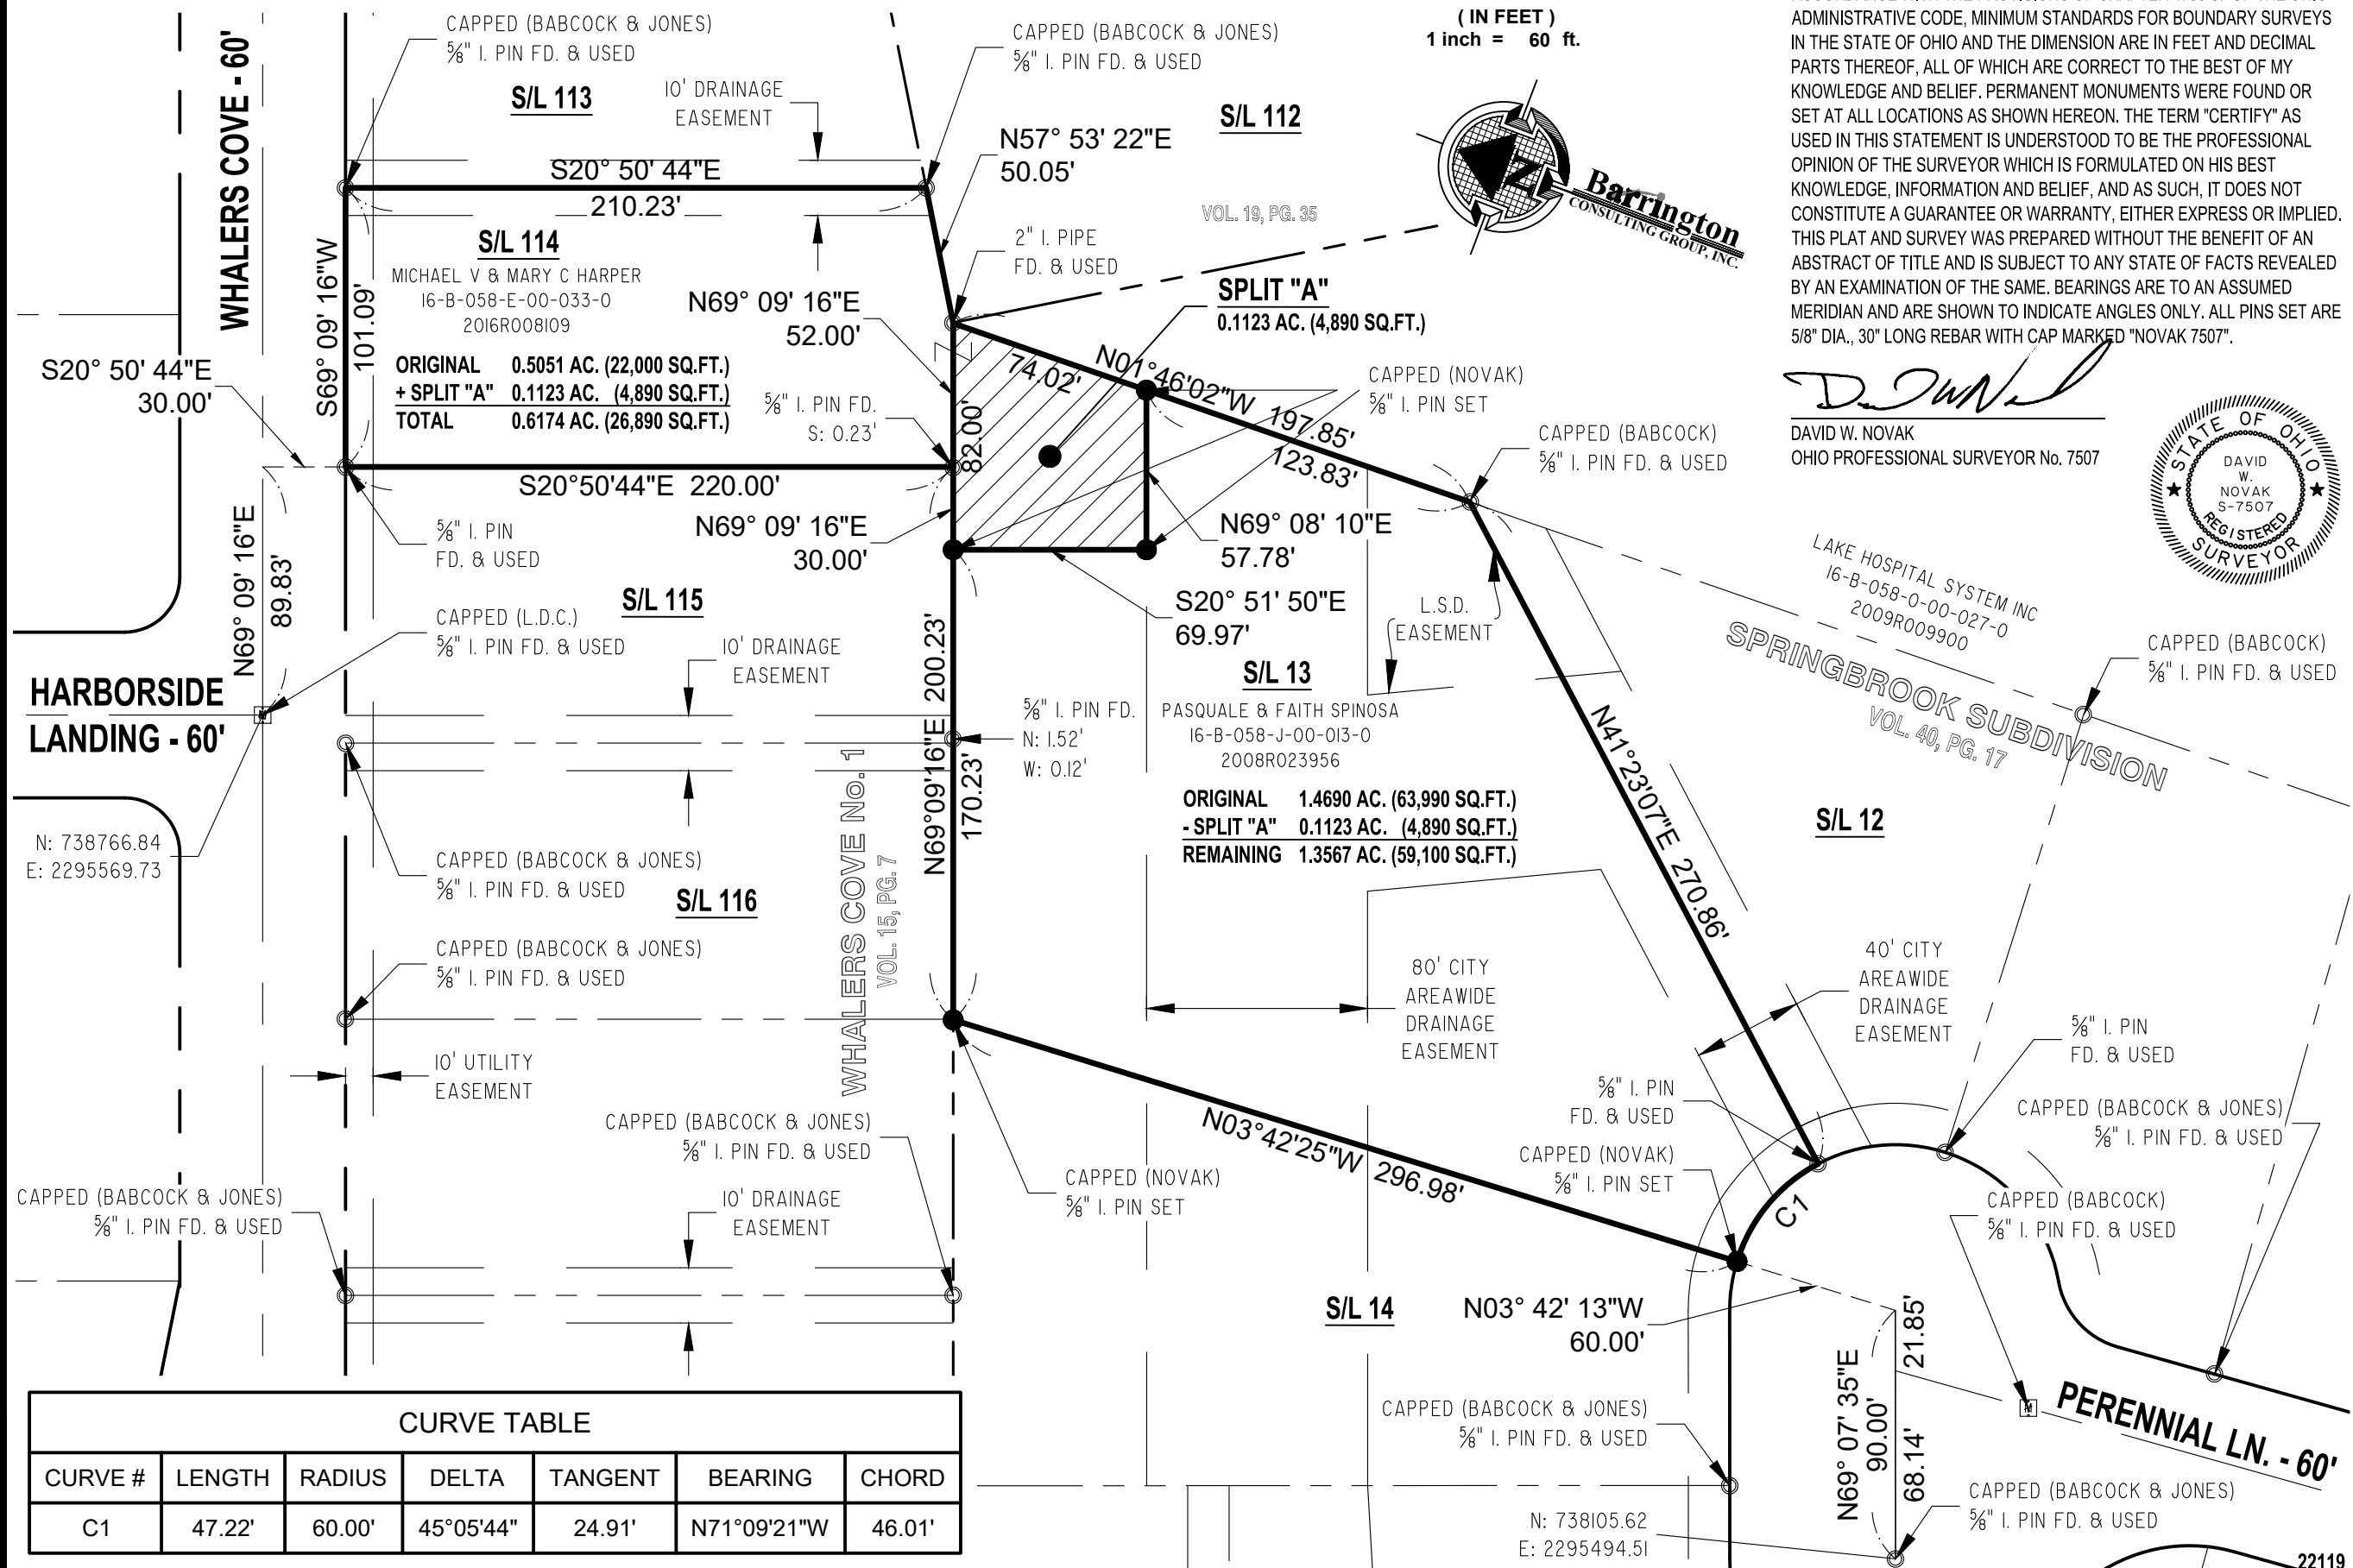 CAPPED (BABCOCK & JONES)
⅝" I. PIN FD. & USED
WHALERS COVE - 60'
S/L 113
10' DRAINAGE
EASEMENT
CAPPED (BABCOCK & JONES)
⅝" I. PIN FD. & USED
S/L 112
( IN FEET )
1 inch = 60 ft.
N
Barrington
CONSULTING GROUP, INC.
ADMINISTRATIVE CODE, MINIMUM STANDARDS FOR BOUNDARY SURVEYS
IN THE STATE OF OHIO AND THE DIMENSION ARE IN FEET AND DECIMAL
PARTS THEREOF, ALL OF WHICH ARE CORRECT TO THE BEST OF MY
KNOWLEDGE AND BELIEF. PERMANENT MONUMENTS WERE FOUND OR
SET AT ALL LOCATIONS AS SHOWN HEREON. THE TERM "CERTIFY" AS
USED IN THIS STATEMENT IS UNDERSTOOD TO BE THE PROFESSIONAL
OPINION OF THE SURVEYOR WHICH IS FORMULATED ON HIS BEST
KNOWLEDGE, INFORMATION AND BELIEF, AND AS SUCH, IT DOES NOT
CONSTITUTE A GUARANTEE OR WARRANTY, EITHER EXPRESS OR IMPLIED.
THIS PLAT AND SURVEY WAS PREPARED WITHOUT THE BENEFIT OF AN
ABSTRACT OF TITLE AND IS SUBJECT TO ANY STATE OF FACTS REVEALED
BY AN EXAMINATION OF THE SAME. BEARINGS ARE TO AN ASSUMED
MERIDIAN AND ARE SHOWN TO INDICATE ANGLES ONLY. ALL PINS SET ARE
5/8" DIA., 30" LONG REBAR WITH CAP MARKED "NOVAK 7507".
DAVID W. NOVAK
OHIO PROFESSIONAL SURVEYOR No. 7507
STATE OF OHIO
DAVID
W.
NOVAK
S-7507
REGISTERED
SURVEYOR
S20° 50' 44"E
210.23'
N57° 53' 22"E
50.05'
VOL. 19, PG. 35
S69° 09' 16"W
101.09'
S/L 114
MICHAEL V & MARY C HARPER
16-B-058-E-00-033-0
2016R008109
ORIGINAL 0.5051 AC. (22,000 SQ.FT.)
+ SPLIT "A" 0.1123 AC. (4,890 SQ.FT.)
TOTAL 0.6174 AC. (26,890 SQ.FT.)
2" I. PIPE
FD. & USED
N69° 09' 16"E
52.00'
SPLIT "A"
0.1123 AC. (4,890 SQ.FT.)
74.02'
N01°46'02"W 197.85'
123.83'
82.00'
CAPPED (NOVAK)
⅝" I. PIN SET
CAPPED (BABCOCK)
⅝" I. PIN FD. & USED
S20° 50' 44"E
30.00'
⅝" I. PIN FD.
S: 0.23'
S20°50'44"E 220.00'
N69° 09' 16"E
30.00'
N69° 08' 10"E
57.78'
S20° 51' 50"E
69.97'
⅝" I. PIN
FD. & USED
N69° 09' 16"E
89.83'
S/L 115
CAPPED (L.D.C.)
⅝" I. PIN FD. & USED
10' DRAINAGE
EASEMENT
HARBORSIDE
LANDING - 60'
N: 738766.84
E: 2295569.73
N69°09'16"E 200.23'
170.23'
⅝" I. PIN FD.
N: 1.52'
W: 0.12'
L.S.D.
EASEMENT
S/L 13
PASQUALE & FAITH SPINOSA
16-B-058-J-00-013-0
2008R023956
ORIGINAL 1.4690 AC. (63,990 SQ.FT.)
- SPLIT "A" 0.1123 AC. (4,890 SQ.FT.)
REMAINING 1.3567 AC. (59,100 SQ.FT.)
LAKE HOSPITAL SYSTEM INC
16-B-058-0-00-027-0
2009R009900
SPRINGBROOK SUBDIVISION
VOL. 40, PG. 17
CAPPED (BABCOCK)
⅝" I. PIN FD. & USED
N41°23'07"E 270.86'
S/L 12
CAPPED (BABCOCK & JONES)
⅝" I. PIN FD. & USED
S/L 116
WHALERS COVE No. 1
VOL. 15, PG. 7
CAPPED (BABCOCK & JONES)
⅝" I. PIN FD. & USED
80' CITY
AREAWIDE
DRAINAGE
EASEMENT
40' CITY
AREAWIDE
DRAINAGE
EASEMENT
10' UTILITY
EASEMENT
⅝" I. PIN
FD. & USED
⅝" I. PIN
FD. & USED
CAPPED (BABCOCK & JONES)
⅝" I. PIN FD. & USED
CAPPED (BABCOCK & JONES)
⅝" I. PIN FD. & USED
N03°42'25"W 296.98'
CAPPED (NOVAK)
⅝" I. PIN SET
CAPPED (NOVAK)
⅝" I. PIN SET
C1
CAPPED (BABCOCK)
⅝" I. PIN FD. & USED
CAPPED (BABCOCK & JONES)
⅝" I. PIN FD. & USED
10' DRAINAGE
EASEMENT
S/L 14
N03° 42' 13"W
60.00'
N69° 07' 35"E
90.00'
21.85'
68.14'
PERENNIAL LN. - 60'
CAPPED (BABCOCK & JONES)
⅝" I. PIN FD. & USED
CAPPED (BABCOCK & JONES)
⅝" I. PIN FD. & USED
N: 738105.62
E: 2295494.51
CURVE TABLE
CURVE # LENGTH RADIUS DELTA TANGENT BEARING CHORD
C1 47.22' 60.00' 45°05'44" 24.91' N71°09'21"W 46.01'
22119